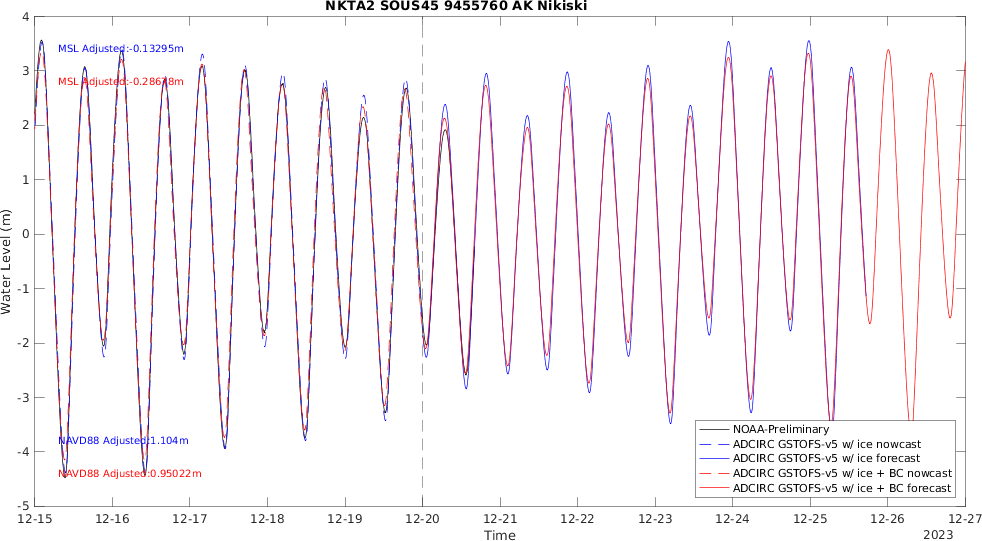 NKTA2 SOUS45 9455760 AK Nikiski
4
3
2
1
0
-1
-2
-3
-4
-5
Water Level (m)
MSL Adjusted:-0.13295m
MSL Adjusted:-0.28678m
NAVD88 Adjusted:1.104m
NAVD88 Adjusted:0.95022m
NOAA-Preliminary
ADCIRC GSTOFS-v5 w/ ice nowcast
ADCIRC GSTOFS-v5 w/ ice forecast
ADCIRC GSTOFS-v5 w/ ice + BC nowcast
ADCIRC GSTOFS-v5 w/ ice + BC forecast
12-15 12-16 12-17 12-18 12-19 12-20 12-21 12-22 12-23 12-24 12-25 12-26 12-27
Time
2023